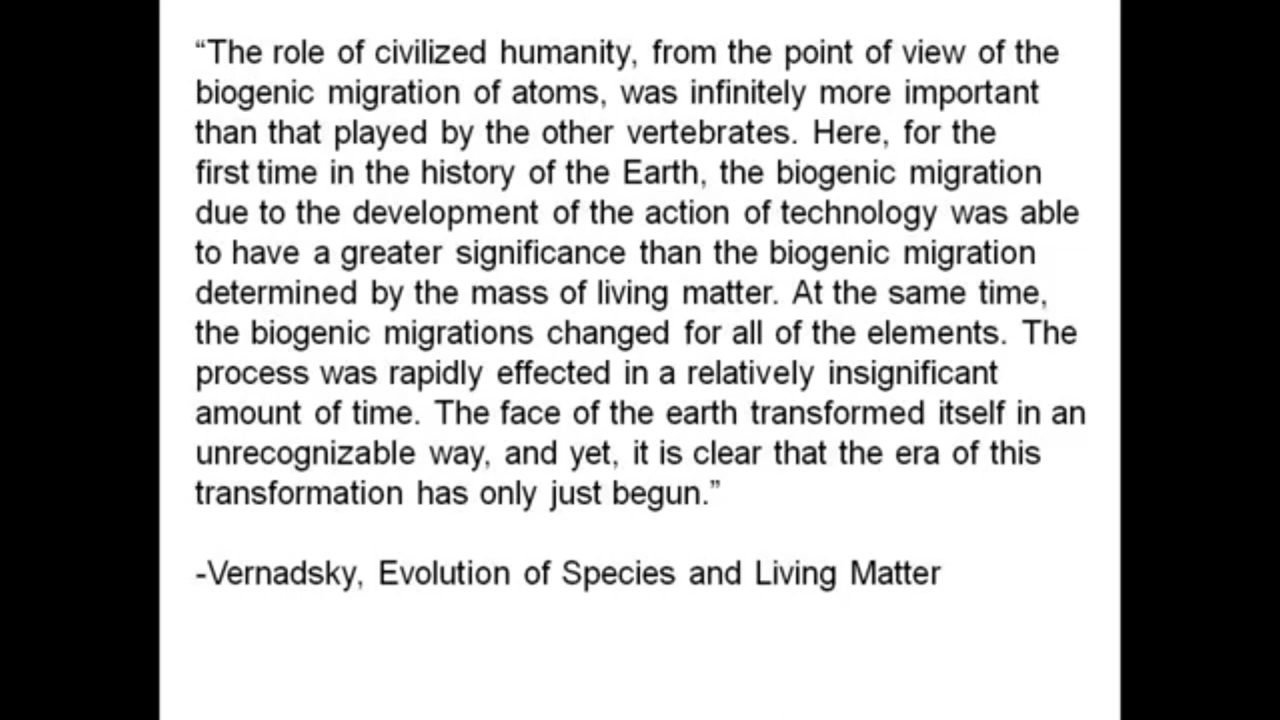 “The role of civilized humanity, from the point of view of the
biogenic migration of atoms, was infinitely more important
than that played by the other vertebrates. Here, for the
first time in the history of the Earth, the biogenic migration
due to the development of the action of technology was able
to have a greater significance than the biogenic migration
determined by the mass of living matter. At the same time,
the biogenic migrations changed for all of the elements. The
process was rapidly effected in a relatively insignificant
amount of time. The face of the earth transformed itself in an
unrecognizable way, and yet, it is clear that the era of this
transformation has only just begun.”
-Vernadsky, Evolution of Species and Living Matter